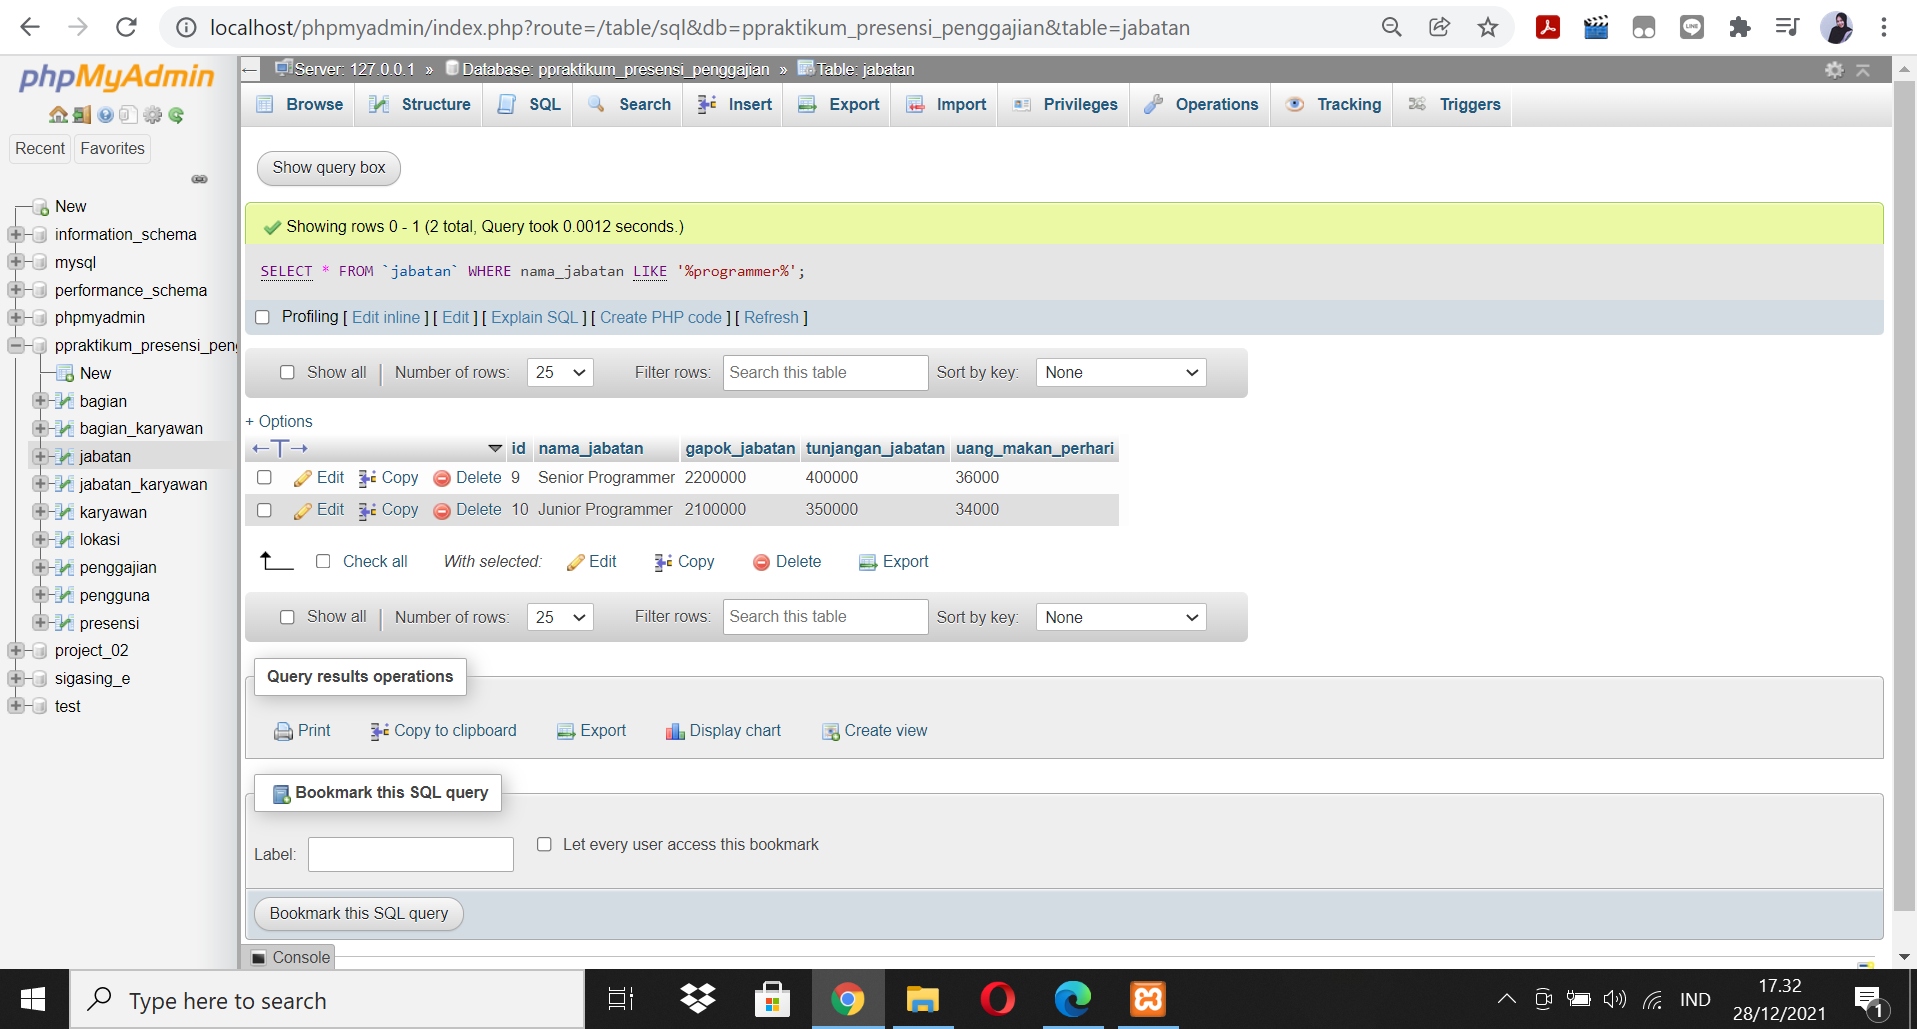 localhost/phpmyadmin/index.php?route=/table/sql&db=ppraktikum_presensi_penggajian&table=jabatan
phpMyAdmin
Recent Favorites
New
information_schema
mysql
performance_schema
phpmyadmin
ppraktikum_presensi_peng
New
bagian
bagian_karyawan
jabatan
jabatan_karyawan
karyawan
lokasi
penggajian
pengguna
presensi
project_02
sigasing_e
test
Server: 127.0.0.1 » Database: ppraktikum_presensi_penggajian » Table: jabatan
Browse Structure SQL Search Insert Export Import Privileges Operations Tracking Triggers
Show query box
Showing rows 0 - 1 (2 total, Query took 0.0012 seconds.)
SELECT * FROM `jabatan` WHERE nama_jabatan LIKE '%programmer%';
Profiling [ Edit inline ] [ Edit ] [ Explain SQL ] [ Create PHP code ] [ Refresh ]
Show all | Number of rows: 25 Filter rows: Search this table Sort by key: None
+ Options
←T→ id nama_jabatan gapok_jabatan tunjangan_jabatan uang_makan_perhari
Edit Copy Delete 9 Senior Programmer 2200000 400000 36000
Edit Copy Delete 10 Junior Programmer 2100000 350000 34000
Check all With selected: Edit Copy Delete Export
Show all | Number of rows: 25 Filter rows: Search this table Sort by key: None
Query results operations
Print Copy to clipboard Export Display chart Create view
Bookmark this SQL query
Label: Let every user access this bookmark
Bookmark this SQL query
Console
Type here to search
IND
17.32
28/12/2021
1